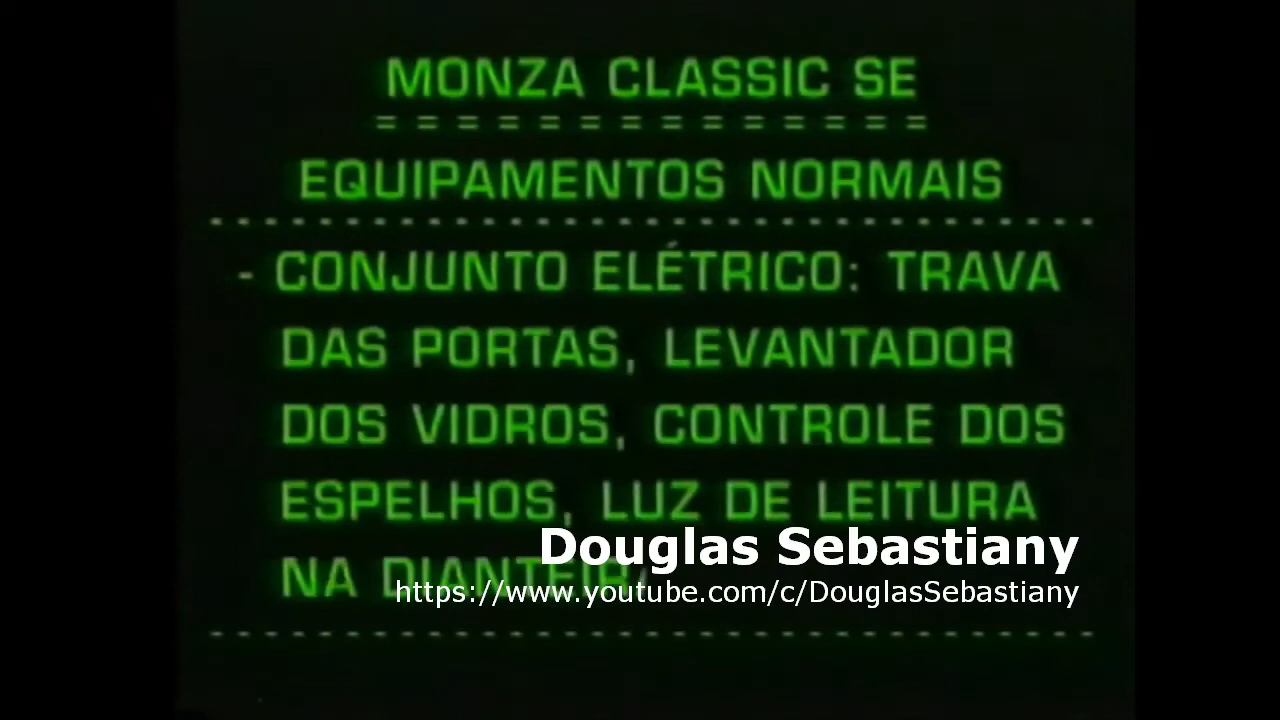 MONZA CLASSIC SE
= = = = = = = = = = = = = =
EQUIPAMENTOS NORMAIS
- - - - - - - - - - - - - - - - - - - - - - - - - - - - - -
- CONJUNTO ELÉTRICO: TRAVA
DAS PORTAS, LEVANTADOR
DOS VIDROS, CONTROLE DOS
ESPELHOS, LUZ DE LEITURA
Douglas Sebastiany
NA
https://www.youtube.com/c/DouglasSebastiany
- - - - - - - - - - - - - - - - - - - - - - - - - - - - - -